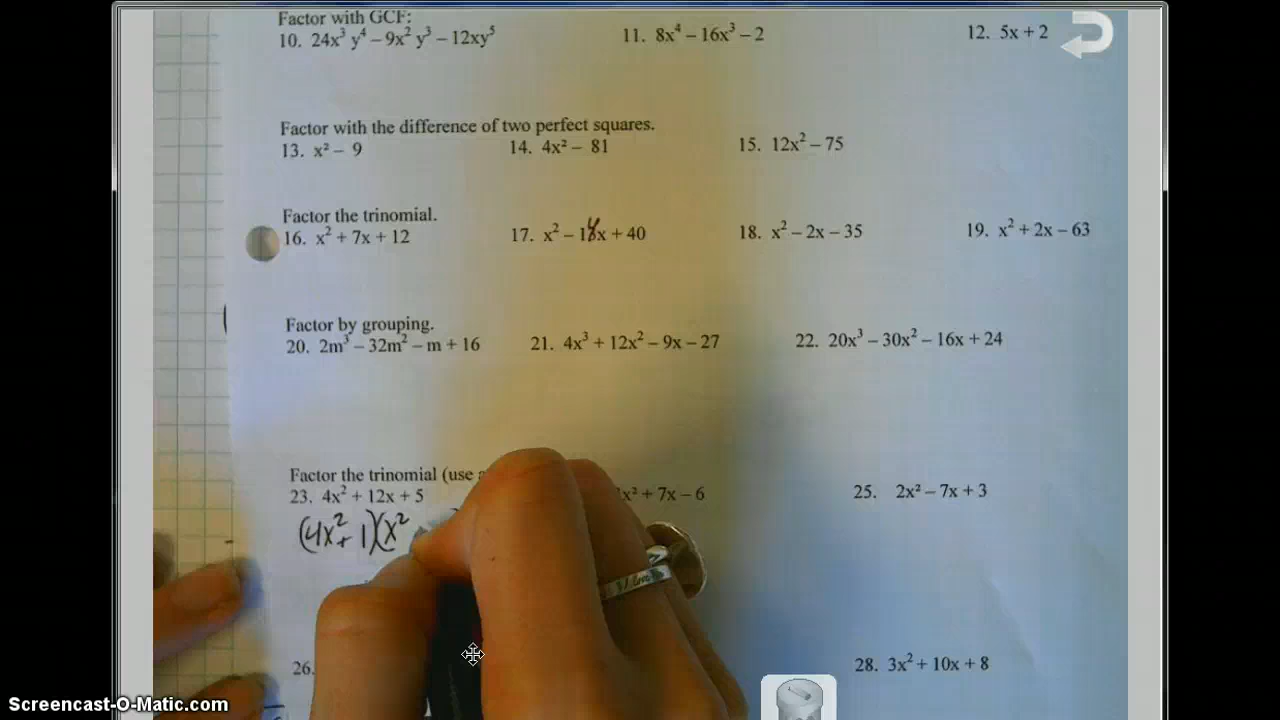 Factor with GCF:
10. 24x³ y⁴ – 9x² y³ – 12xy⁵ 11. 8x⁴ – 16x³ – 2 12. 5x + 2
Factor with the difference of two perfect squares.
13. x² – 9 14. 4x² – 81 15. 12x² – 75
Factor the trinomial.
16. x² + 7x + 12 17. x² – 14x + 40 18. x² – 2x – 35 19. x² + 2x – 63
Factor by grouping.
20. 2m³ – 32m² – m + 16 21. 4x³ + 12x² – 9x – 27 22. 20x³ – 30x² – 16x + 24
Factor the trinomial (use
23. 4x² + 12x + 5 x² + 7x – 6 25. 2x² – 7x + 3
(4x² + 1)(x²
26. 28. 3x² + 10x + 8
Screencast-O-Matic.com